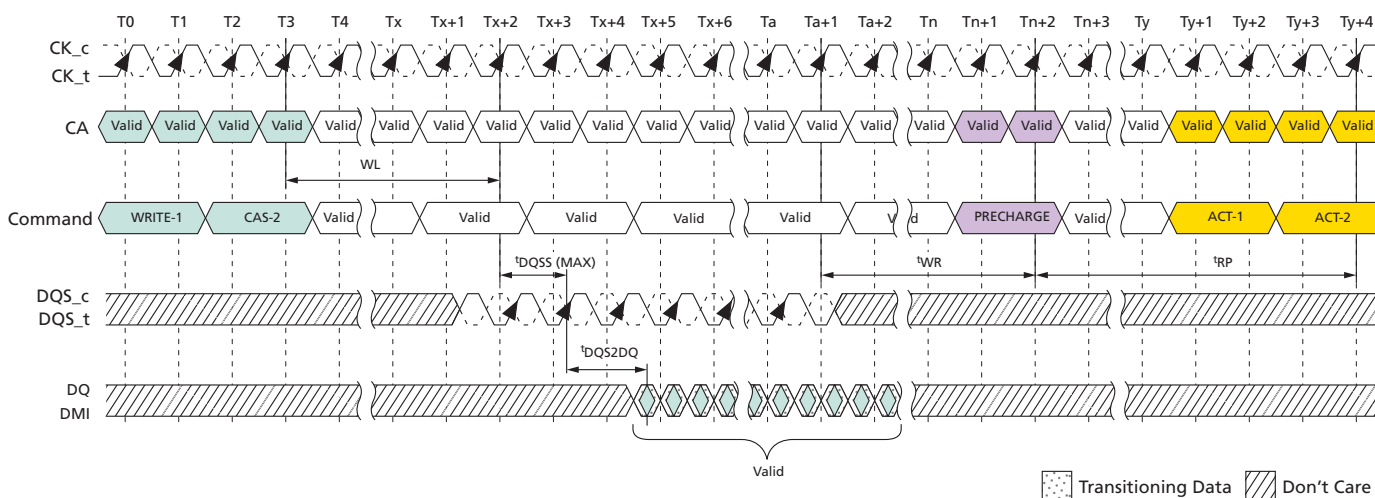 T0 T1 T2 T3 T4 Tx Tx+1 Tx+2 Tx+3 Tx+4 Tx+5 Tx+6 Ta Ta+1 Ta+2 Tn Tn+1 Tn+2 Tn+3 Ty Ty+1 Ty+2 Ty+3 Ty+4
CK_c
CK_t
CA Valid Valid Valid Valid Valid Valid Valid Valid Valid Valid Valid Valid Valid Valid Valid Valid Valid Valid Valid Valid Valid Valid Valid Valid
WL
Command WRITE-1 CAS-2 Valid Valid Valid Valid Valid PRECHARGE Valid ACT-1 ACT-2
tDQSS (MAX) tWR tRP
DQS_c
DQS_t
tDQS2DQ
DQ
DMI
Valid
Transitioning Data Don't Care